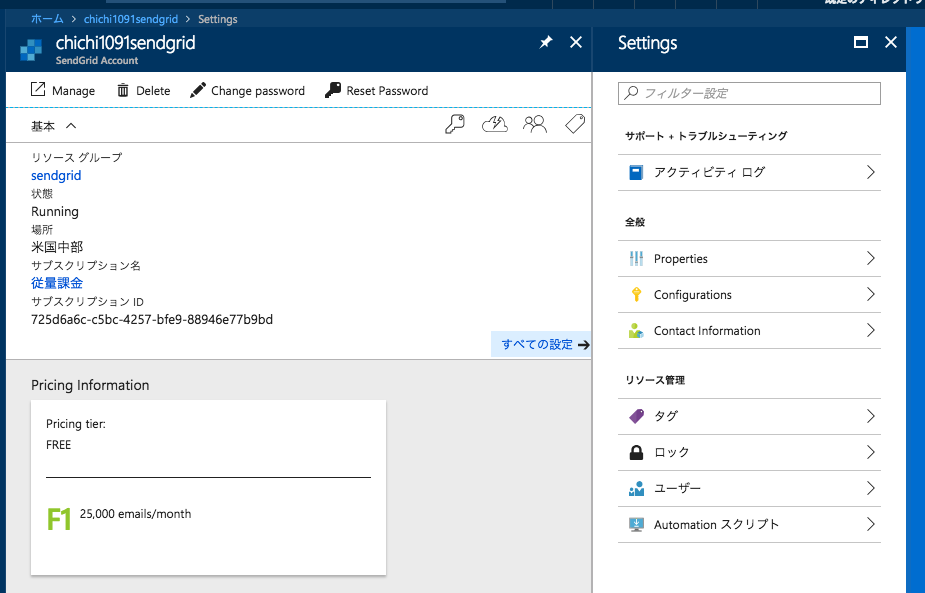 ホーム > chichi1091sendgrid > Settings
chichi1091sendgrid
SendGrid Account
Manage Delete Change password Reset Password
基本
リソース グループ
sendgrid
状態
Running
場所
米国中部
サブスクリプション名
従量課金
サブスクリプション ID
725d6a6c-c5bc-4257-bfe9-88946e77b9bd
すべての設定 →
Pricing Information
Pricing tier:
FREE
F1 25,000 emails/month
Settings
フィルター設定
サポート + トラブルシューティング
アクティビティ ログ
全般
Properties
Configurations
Contact Information
リソース管理
タグ
ロック
ユーザー
Automation スクリプト